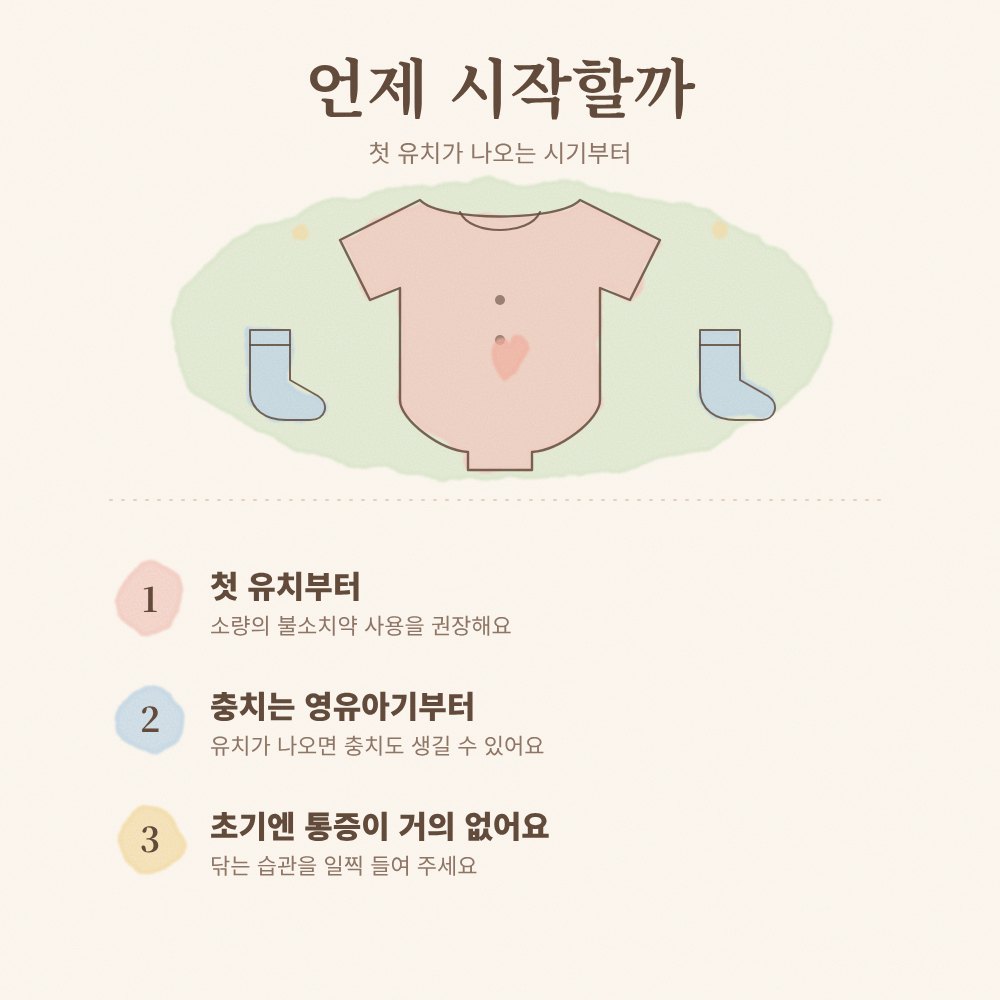 언제 시작할까
첫 유치가 나오는 시기부터
1
첫 유치부터
소량의 불소치약 사용을 권장해요
2
충치는 영유아기부터
유치가 나오면 충치도 생길 수 있어요
3
초기엔 통증이 거의 없어요
닦는 습관을 일찍 들여 주세요